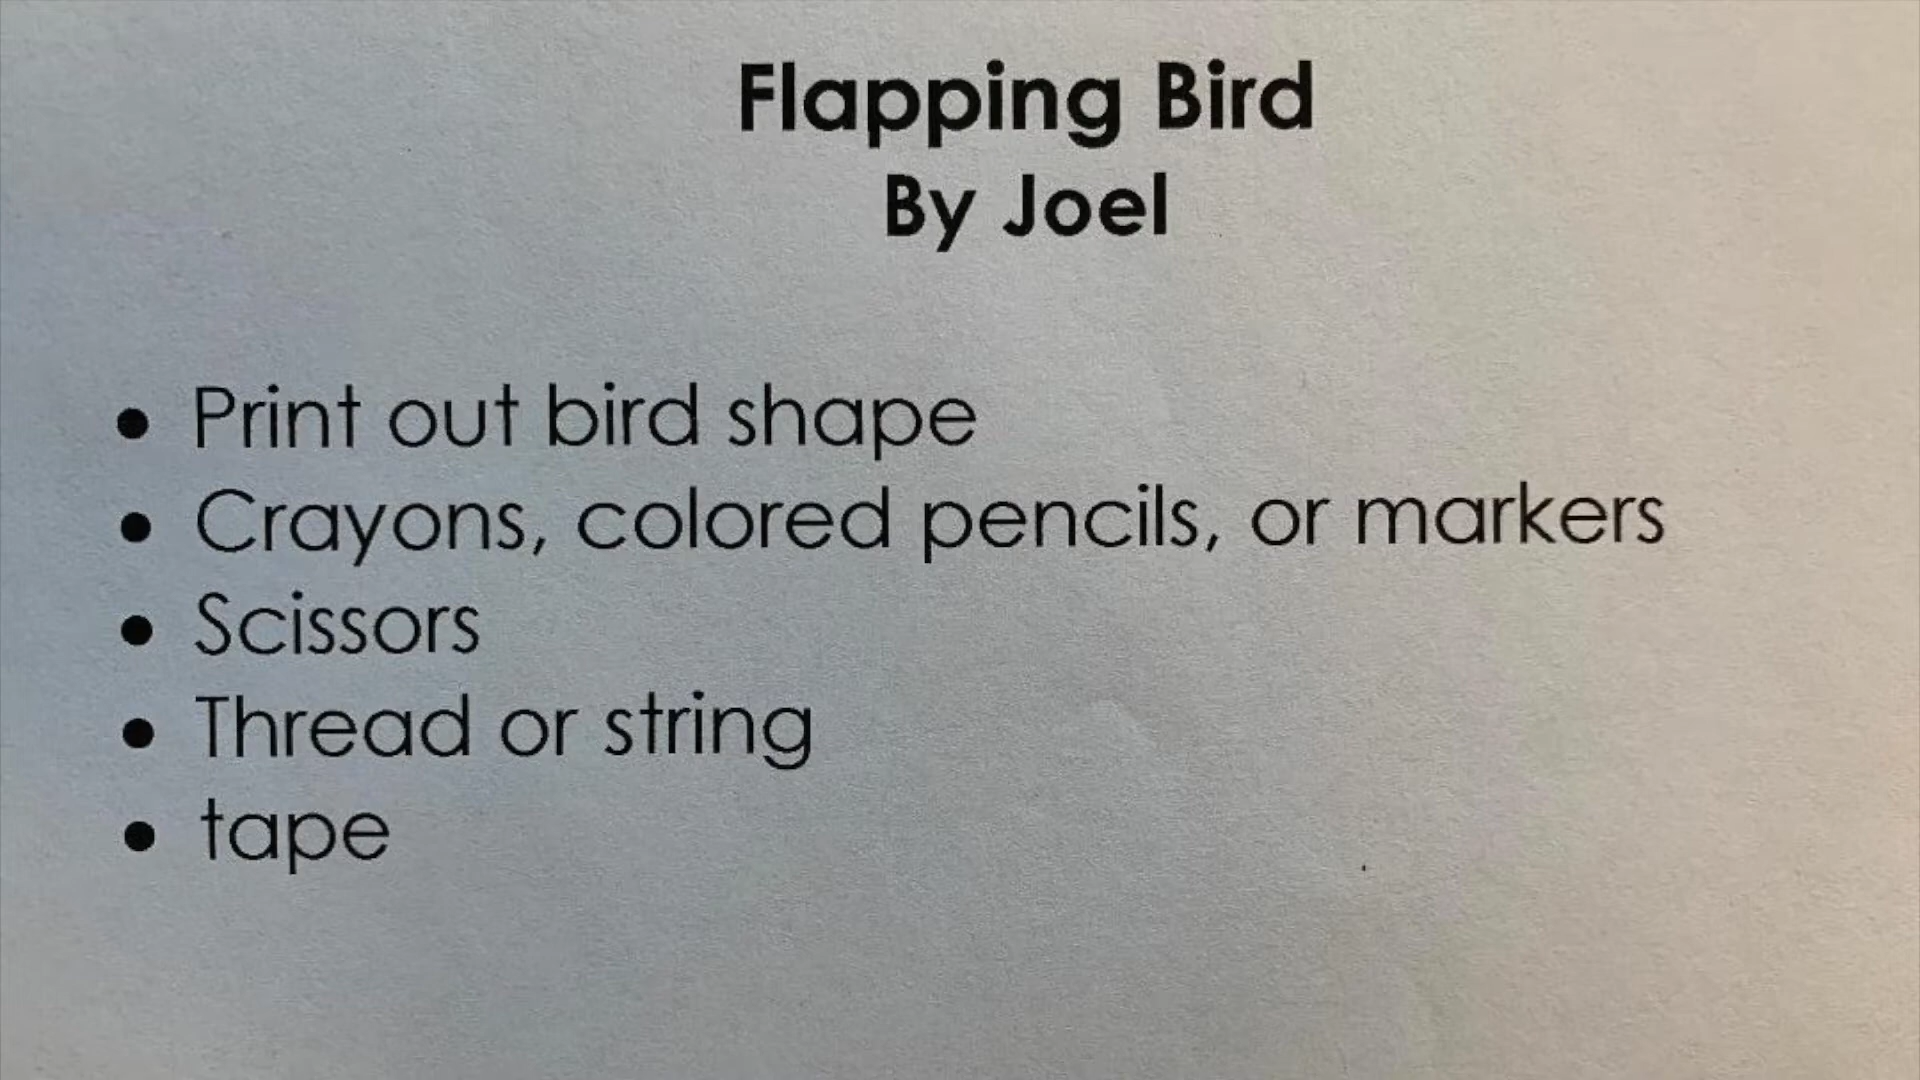 Flapping Bird
By Joel
• Print out bird shape
• Crayons, colored pencils, or markers
• Scissors
• Thread or string
• tape